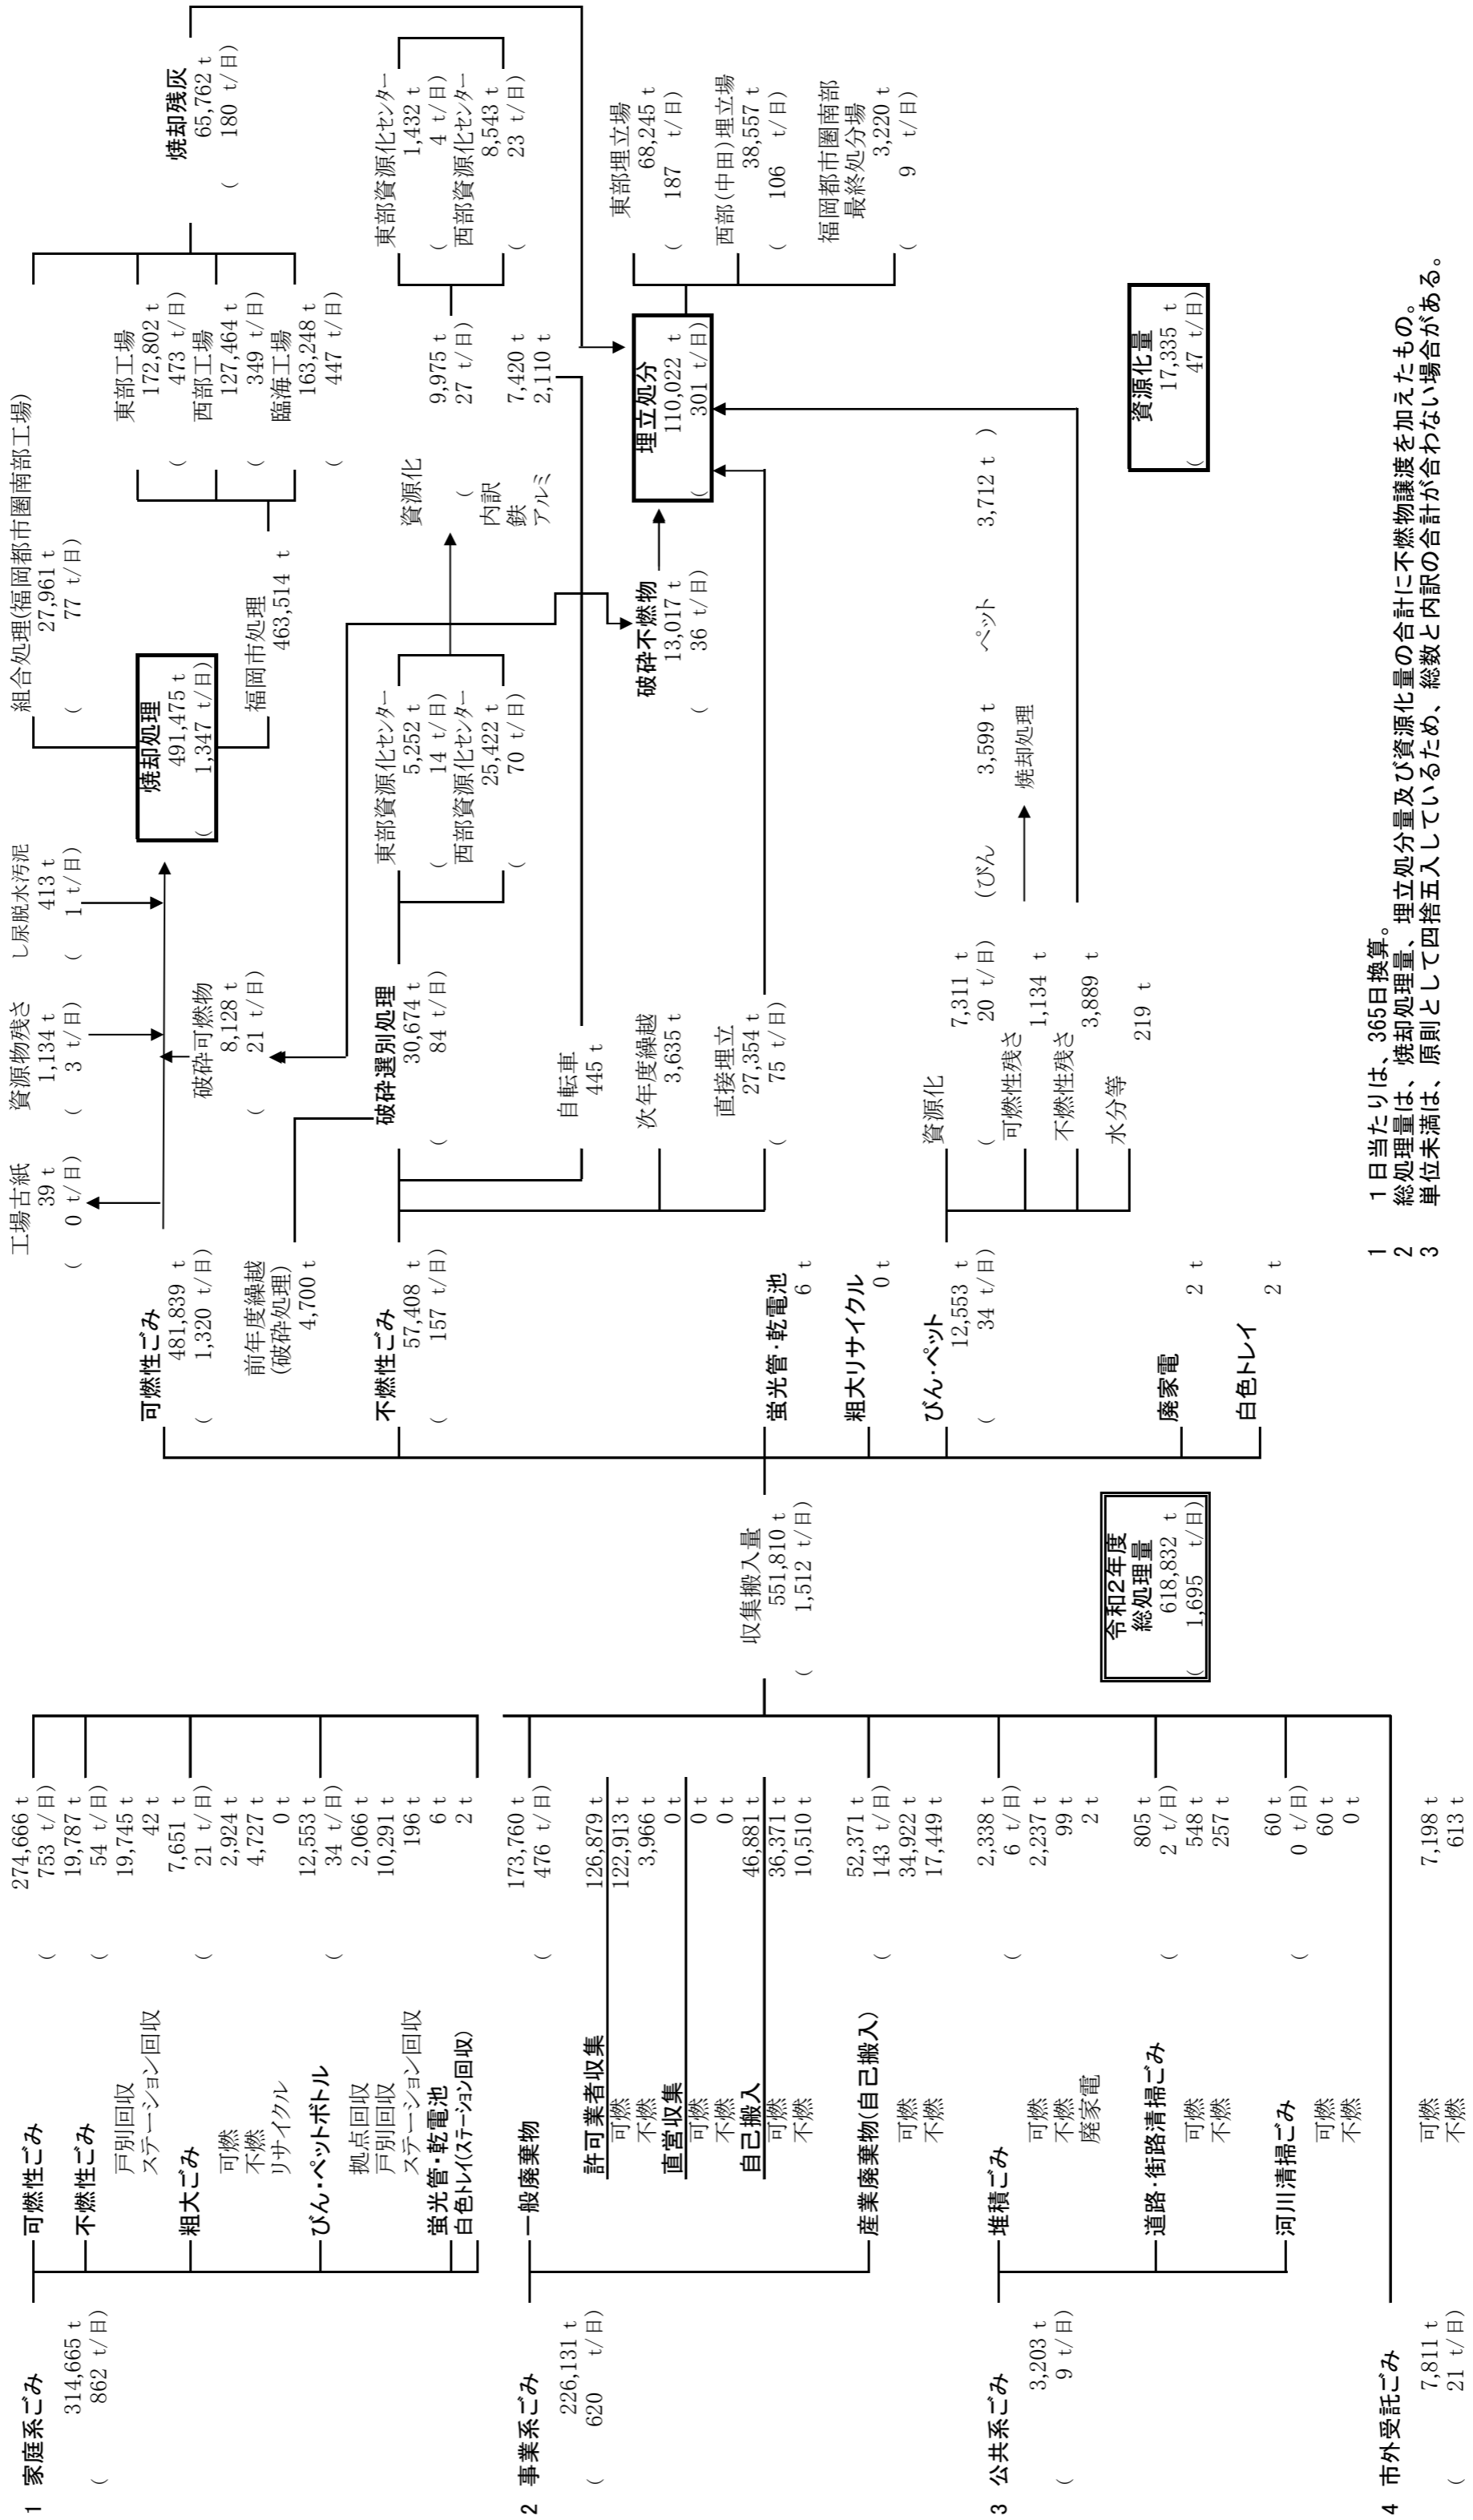 1 家庭系ごみ
314,665 t
( 862 t/日)
可燃性ごみ
274,666 t
( 753 t/日)
不燃性ごみ
19,787 t
( 54 t/日)
戸別回収 19,745 t
ステーション回収 42 t
粗大ごみ
7,651 t
( 21 t/日)
可燃 2,924 t
不燃 4,727 t
リサイクル 0 t
びん・ペットボトル
12,553 t
( 34 t/日)
拠点回収 2,066 t
戸別回収 10,291 t
ステーション回収 196 t
蛍光管・乾電池 6 t
白色トレイ(ステーション回収) 2 t
2 事業系ごみ
226,131 t
( 620 t/日)
一般廃棄物
173,760 t
( 476 t/日)
許可業者収集 126,879 t
可燃 122,913 t
不燃 3,966 t
直営収集 0 t
可燃 0 t
不燃 0 t
自己搬入 46,881 t
可燃 36,371 t
不燃 10,510 t
産業廃棄物(自己搬入)
52,371 t
( 143 t/日)
可燃 34,922 t
不燃 17,449 t
3 公共系ごみ
3,203 t
( 9 t/日)
堆積ごみ
2,338 t
( 6 t/日)
可燃 2,237 t
不燃 99 t
廃家電 2 t
道路・街路清掃ごみ
805 t
( 2 t/日)
可燃 548 t
不燃 257 t
河川清掃ごみ
60 t
( 0 t/日)
可燃 60 t
不燃 0 t
4 市外受託ごみ
7,811 t
( 21 t/日)
可燃 7,198 t
不燃 613 t
収集搬入量
551,810 t
( 1,512 t/日)
令和2年度
総処理量
618,832 t
( 1,695 t/日)
可燃性ごみ
481,839 t
( 1,320 t/日)
前年度繰越
(破砕処理)
4,700 t
不燃性ごみ
57,408 t
( 157 t/日)
蛍光管・乾電池
6 t
粗大リサイクル
0 t
びん・ペット
12,553 t
( 34 t/日)
廃家電
2 t
白色トレイ
2 t
工場古紙
39 t
( 0 t/日)
資源物残さ
1,134 t
( 3 t/日)
し尿脱水汚泥
413 t
( 1 t/日)
破砕可燃物
8,128 t
( 21 t/日)
破砕選別処理
30,674 t
( 84 t/日)
自転車
445 t
次年度繰越
3,635 t
直接埋立
27,354 t
( 75 t/日)
資源化
7,311 t (びん 3,599 t ペット 3,712 t )
( 20 t/日)
可燃性残さ
1,134 t
焼却処理
不燃性残さ
3,889 t
水分等
219 t
焼却処理
491,475 t
( 1,347 t/日)
組合処理(福岡都市圏南部工場)
27,961 t
( 77 t/日)
福岡市処理
463,514 t
東部工場
172,802 t
( 473 t/日)
西部工場
127,464 t
( 349 t/日)
臨海工場
163,248 t
( 447 t/日)
焼却残灰
65,762 t
( 180 t/日)
東部資源化センター
5,252 t
( 14 t/日)
西部資源化センター
25,422 t
( 70 t/日)
資源化
9,975 t
( 27 t/日)
内訳
鉄 7,420 t
アルミ 2,110 t
東部資源化センター
1,432 t
( 4 t/日)
西部資源化センター
8,543 t
( 23 t/日)
破砕不燃物
13,017 t
( 36 t/日)
埋立処分
110,022 t
( 301 t/日)
東部埋立場
68,245 t
( 187 t/日)
西部(中田)埋立場
38,557 t
( 106 t/日)
福岡都市圏南部
最終処分場
3,220 t
( 9 t/日)
資源化量
17,335 t
( 47 t/日)
1 1日当たりは、365日換算。
2 総処理量は、焼却処理量、埋立処分量及び資源化量の合計に不燃物譲渡を加えたもの。
3 単位未満は、原則として四捨五入しているため、総数と内訳の合計が合わない場合がある。